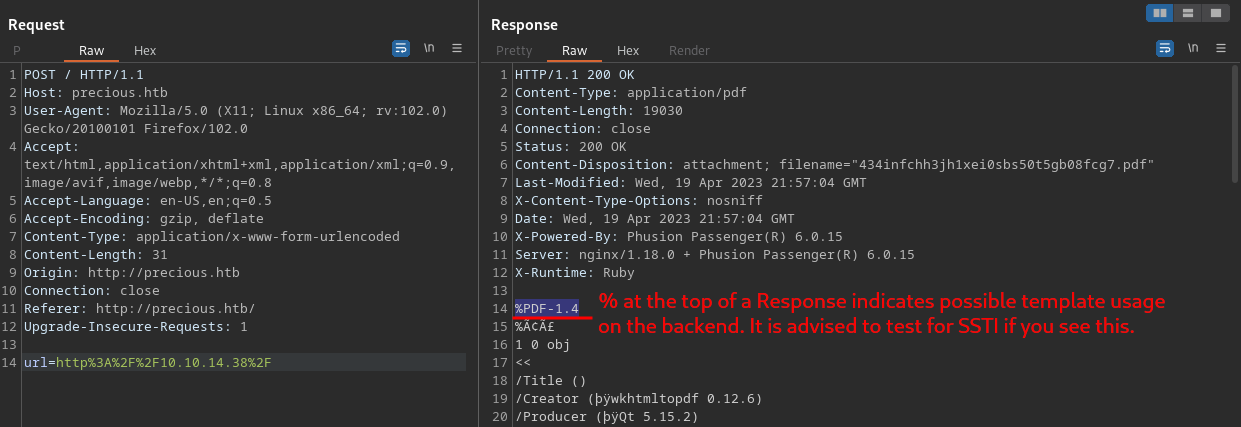 Request
P Raw Hex \n
1 POST / HTTP/1.1
2 Host: precious.htb
3 User-Agent: Mozilla/5.0 (X11; Linux x86_64; rv:102.0)
Gecko/20100101 Firefox/102.0
4 Accept:
text/html,application/xhtml+xml,application/xml;q=0.9,
image/avif,image/webp,*/*;q=0.8
5 Accept-Language: en-US,en;q=0.5
6 Accept-Encoding: gzip, deflate
7 Content-Type: application/x-www-form-urlencoded
8 Content-Length: 31
9 Origin: http://precious.htb
10 Connection: close
11 Referer: http://precious.htb/
12 Upgrade-Insecure-Requests: 1
13
14 url=http%3A%2F%2F10.10.14.38%2F
Response
Pretty Raw Hex Render \n
1 HTTP/1.1 200 OK
2 Content-Type: application/pdf
3 Content-Length: 19030
4 Connection: close
5 Status: 200 OK
6 Content-Disposition: attachment; filename="434infchh3jh1xei0sbs50t5gb08fcg7.pdf"
7 Last-Modified: Wed, 19 Apr 2023 21:57:04 GMT
8 X-Content-Type-Options: nosniff
9 Date: Wed, 19 Apr 2023 21:57:04 GMT
10 X-Powered-By: Phusion Passenger(R) 6.0.15
11 Server: nginx/1.18.0 + Phusion Passenger(R) 6.0.15
12 X-Runtime: Ruby
13
14 %PDF-1.4
% at the top of a Response indicates possible template usage
on the backend. It is advised to test for SSTI if you see this.
15 %Ã¢Ã£
16 1 0 obj
17 <<
18 /Title ()
19 /Creator (þÿwkhtmltopdf 0.12.6)
20 /Producer (þÿQt 5.15.2)